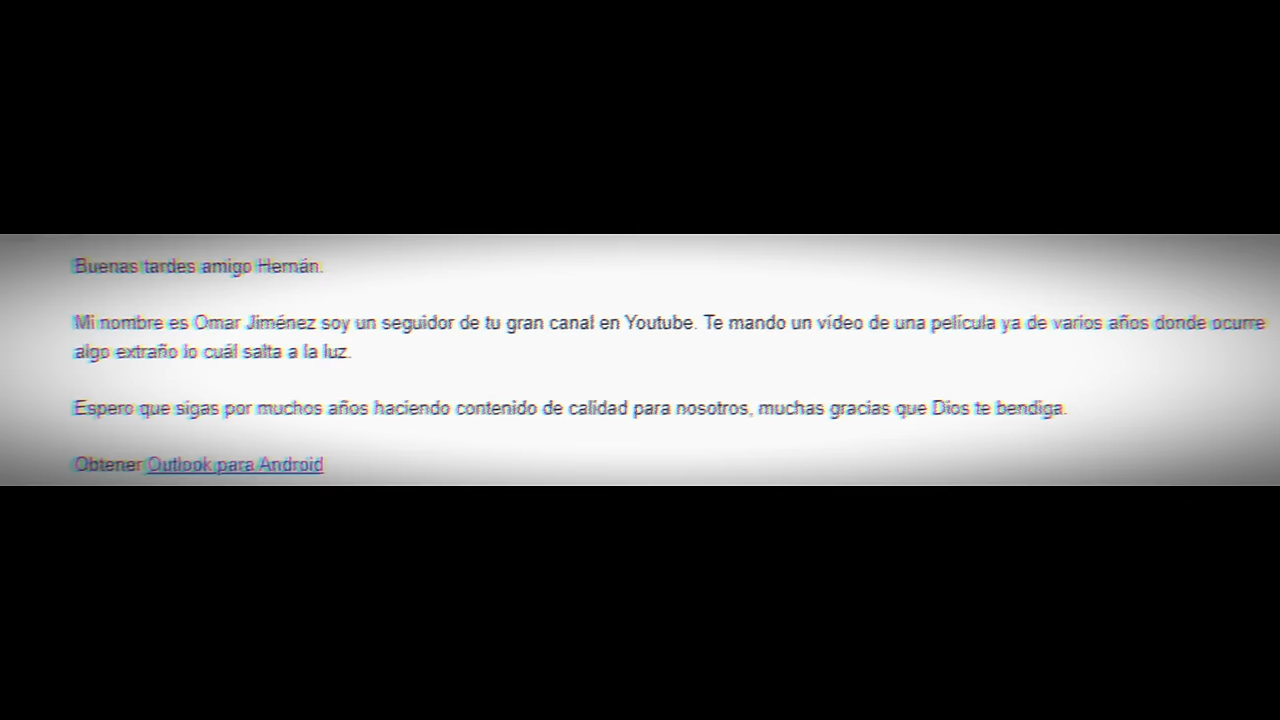 Buenas tardes amigo Hernán.
Mi nombre es Omar Jiménez soy un seguidor de tu gran canal en Youtube. Te mando un vídeo de una película ya de varios años donde ocurre
algo extraño lo cuál salta a la luz.
Espero que sigas por muchos años haciendo contenido de calidad para nosotros, muchas gracias que Dios te bendiga.
Obtener Outlook para Android